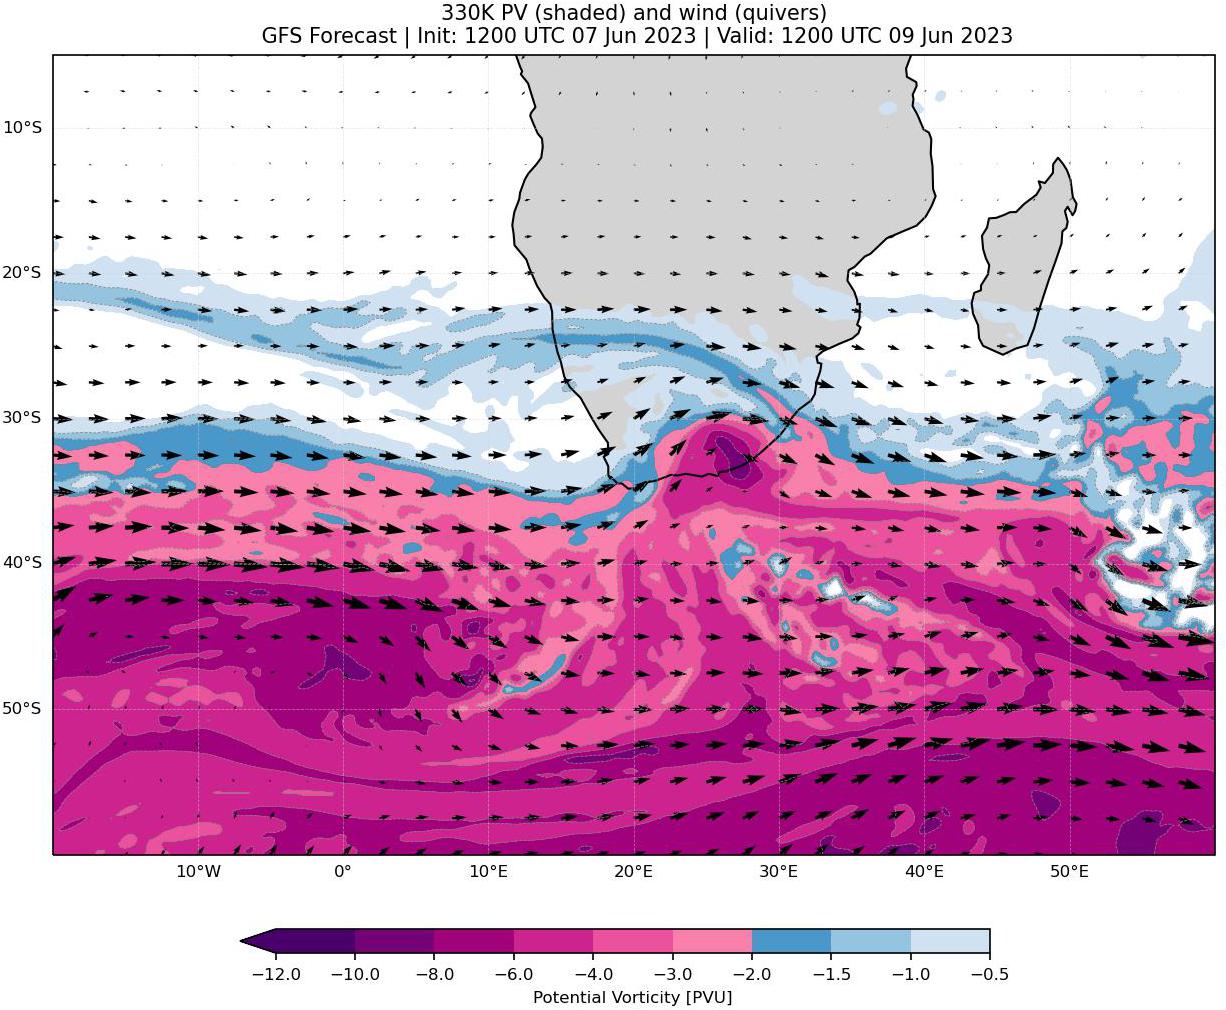 330K PV (shaded) and wind (quivers)
GFS Forecast | Init: 1200 UTC 07 Jun 2023 | Valid: 1200 UTC 09 Jun 2023
10°S
20°S
30°S
40°S
50°S
10°W 0° 10°E 20°E 30°E 40°E 50°E
−12.0 −10.0 −8.0 −6.0 −4.0 −3.0 −2.0 −1.5 −1.0 −0.5
Potential Vorticity [PVU]